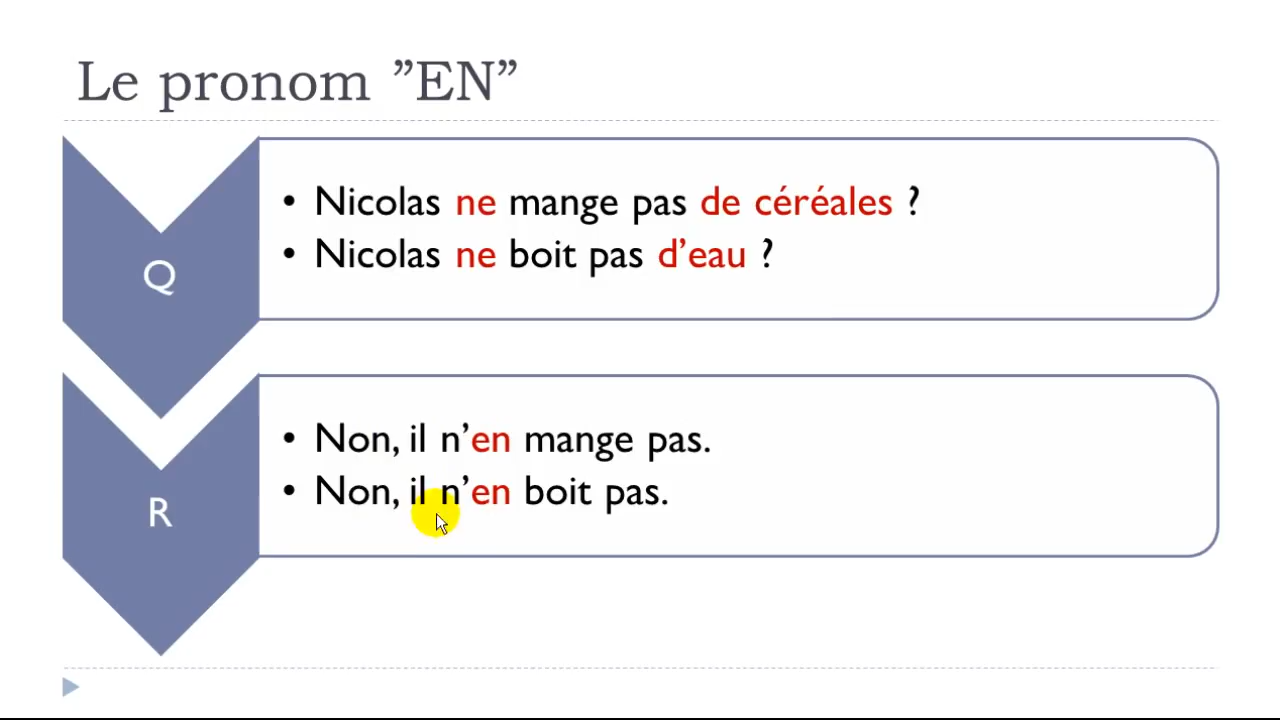 Le pronom ”EN”
Q
• Nicolas ne mange pas de céréales ?
• Nicolas ne boit pas d’eau ?
R
• Non, il n’en mange pas.
• Non, il n’en boit pas.